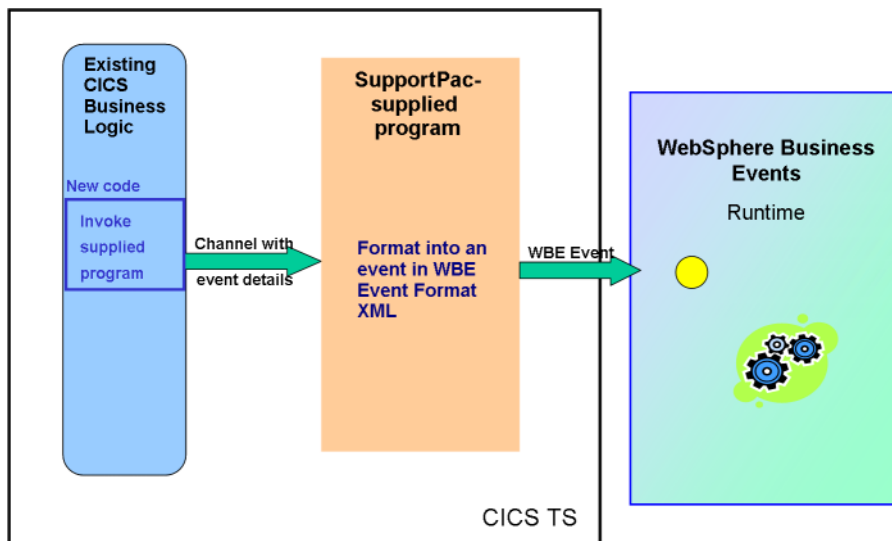 Existing
CICS
Business
Logic
New code
Invoke
supplied
program
Channel with
event details
SupportPac-
supplied
program
Format into an
event in WBE
Event Format
XML
WBE Event
WebSphere Business
Events
Runtime
CICS TS